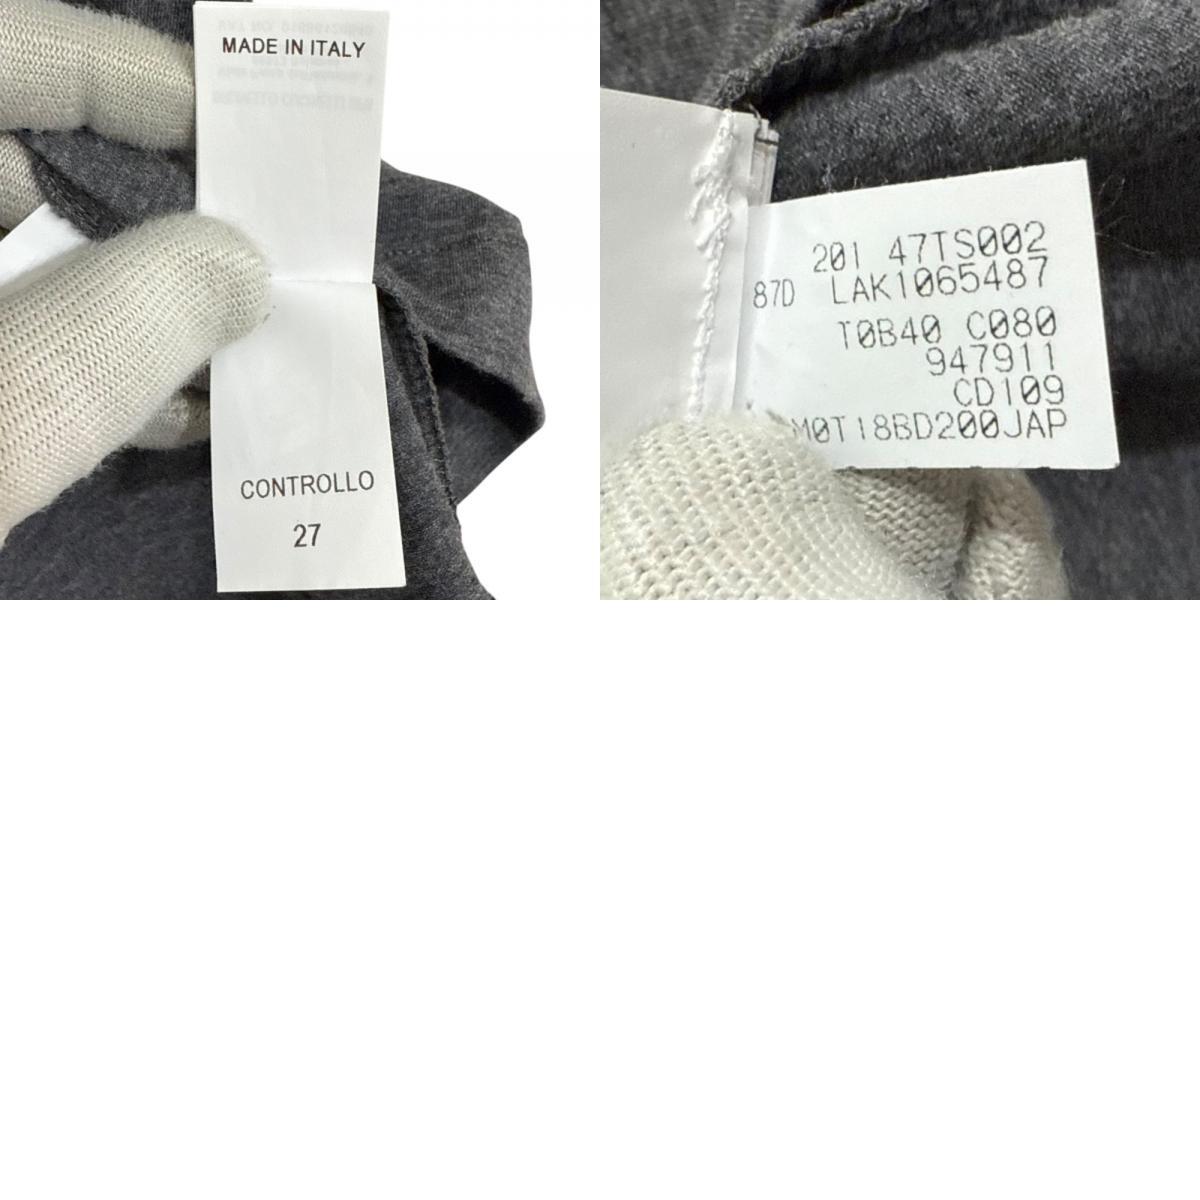 MADE IN ITALY
CONTROLLO
27
201 47TS002
87D LAK1065487
T0B40 C080
947911
CD109
M0T18BD200JAP